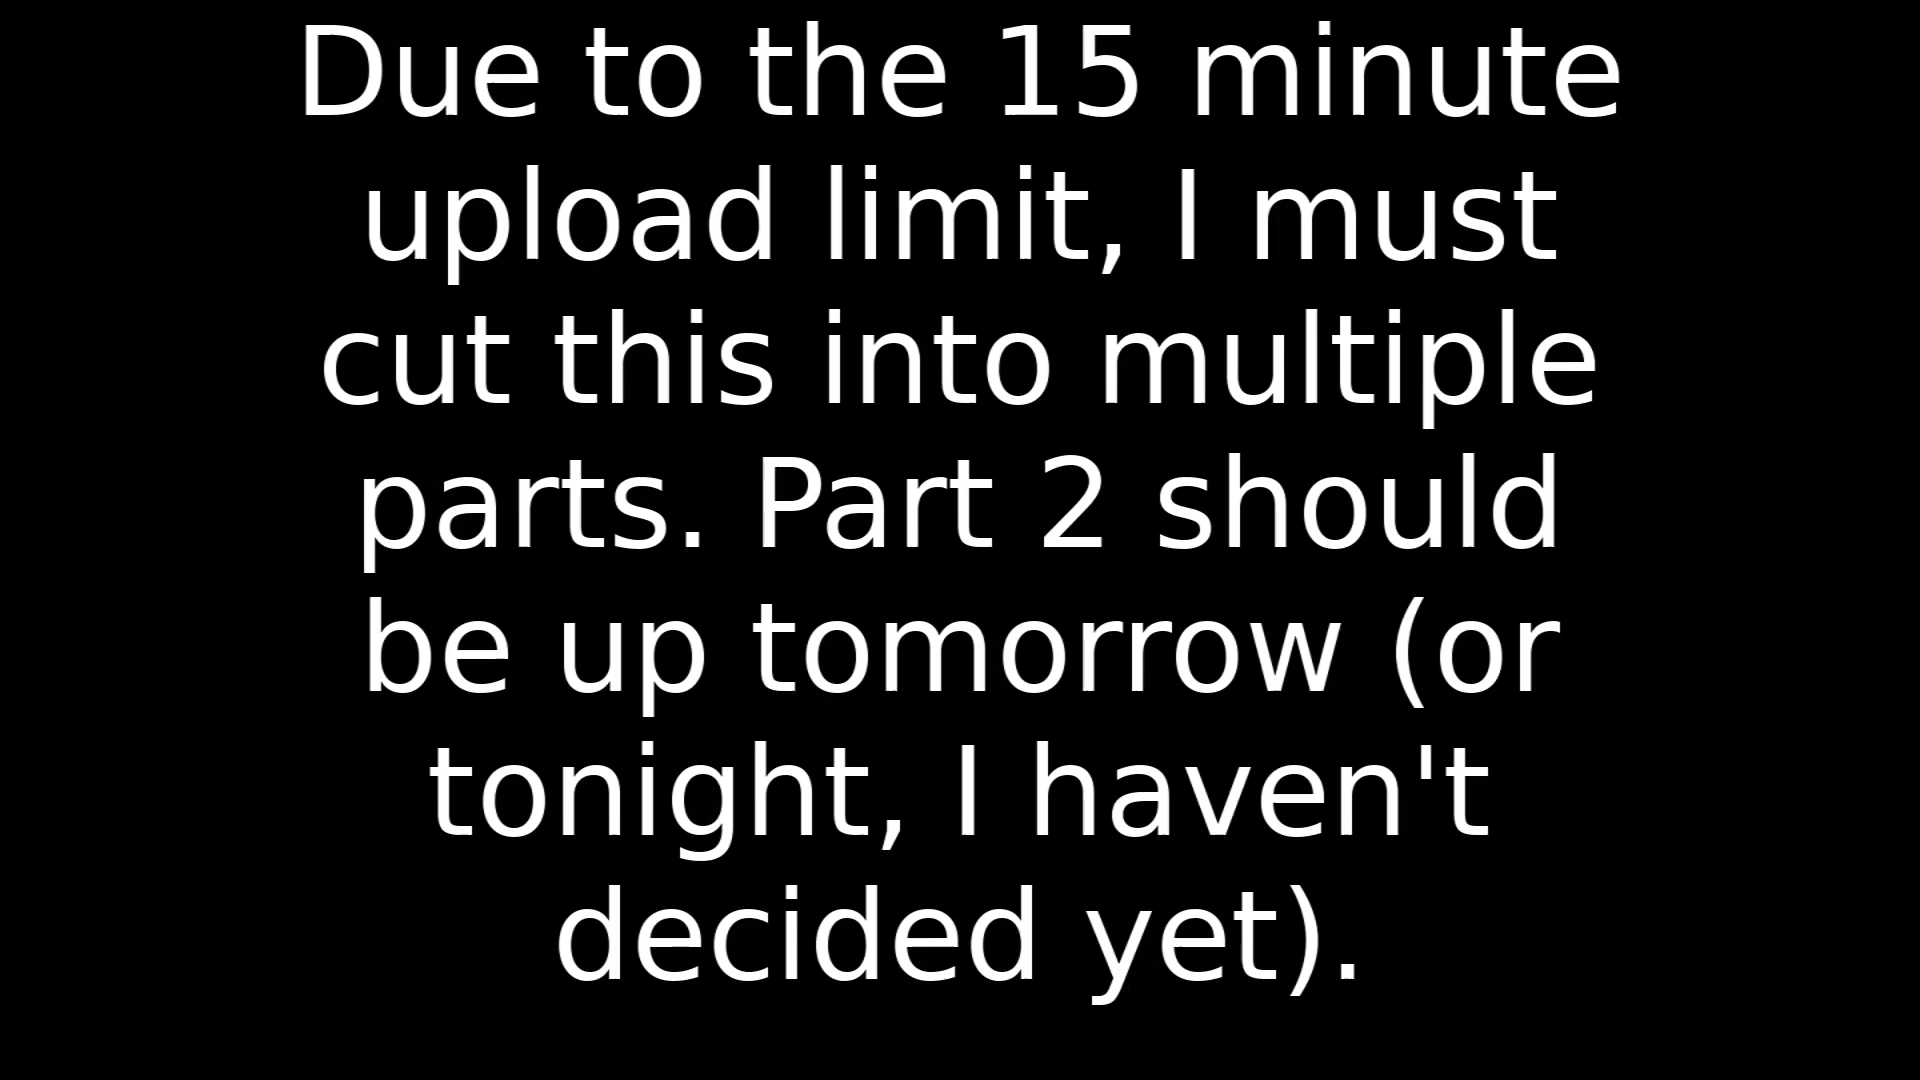 Due to the 15 minute
upload limit, I must
cut this into multiple
parts. Part 2 should
be up tomorrow (or
tonight, I haven't
decided yet).